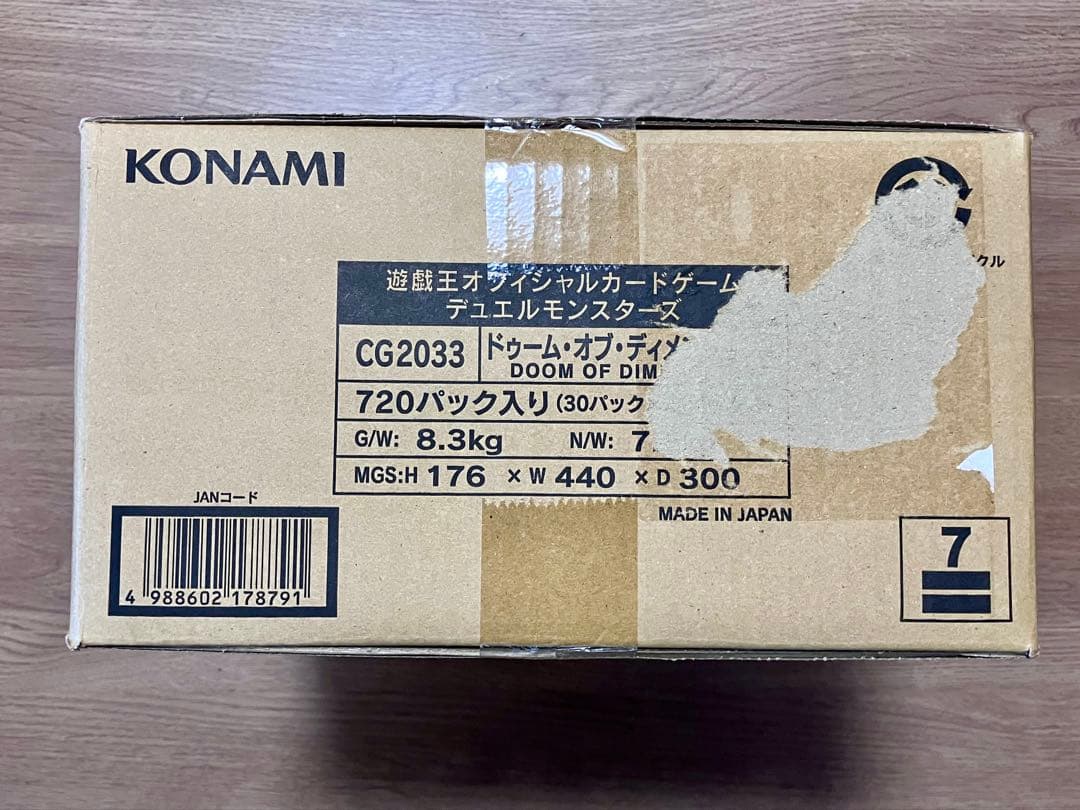 KONAMI
クル
遊戯王オフィシャルカードゲーム
デュエルモンスターズ
CG2033
ドゥーム・オブ・ディメン
DOOM OF DIM
720パック入り(30パック
G/W: 8.3kg N/W: 7
MGS:H 176 × W 440 × D 300
MADE IN JAPAN
JANコード
4 988602 178791
7